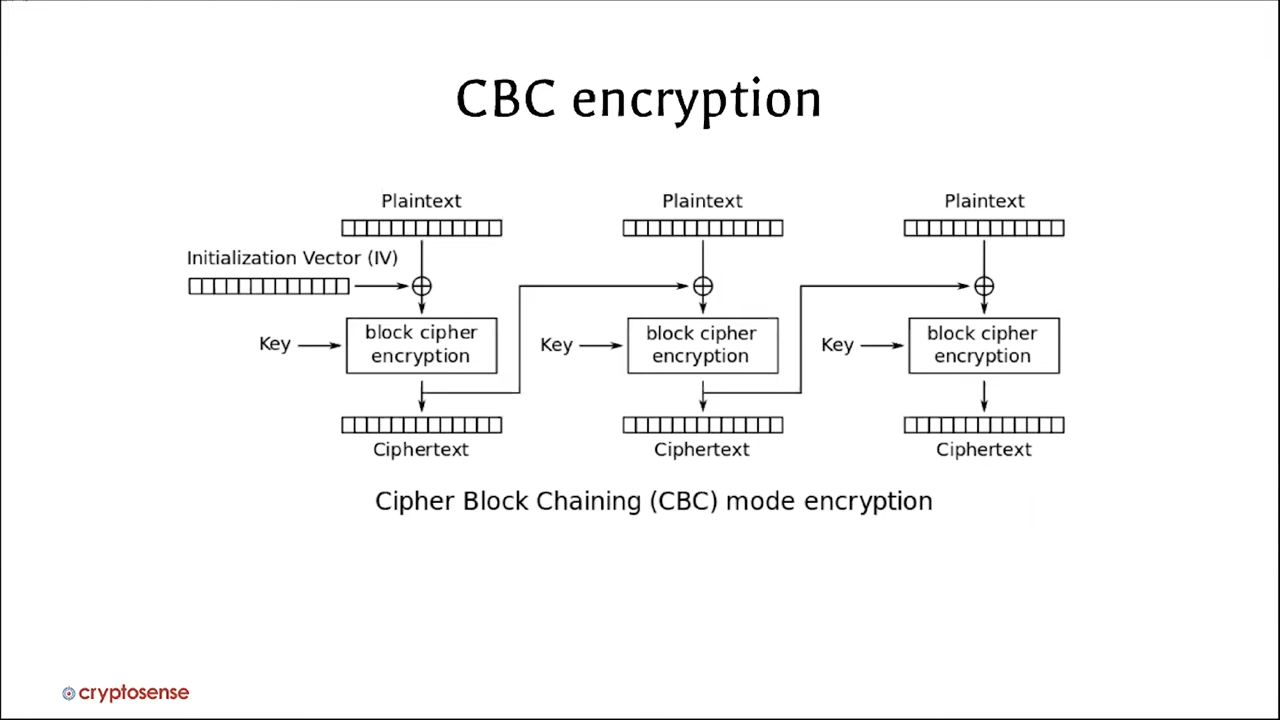 CBC encryption
Plaintext
Plaintext
Plaintext
Initialization Vector (IV)
Key
block cipher
encryption
Key
block cipher
encryption
Key
block cipher
encryption
Ciphertext
Ciphertext
Ciphertext
Cipher Block Chaining (CBC) mode encryption
cryptosense